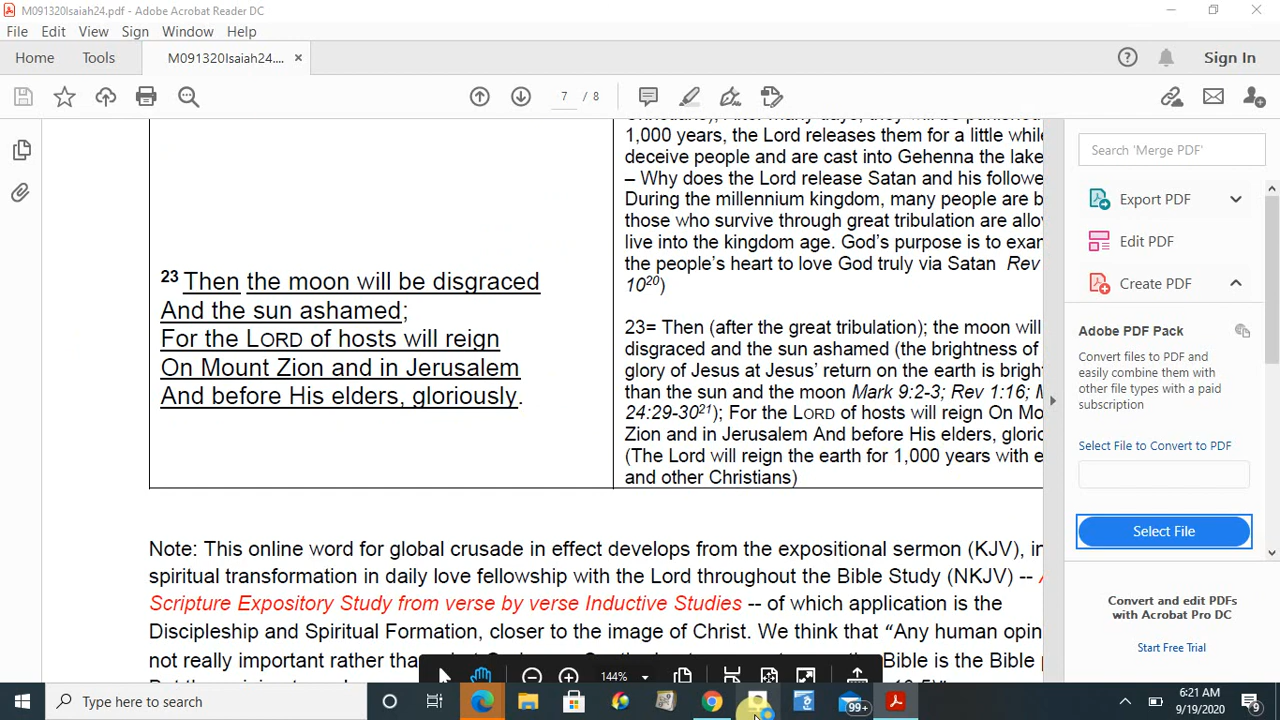 M091320Isaiah24.pdf - Adobe Acrobat Reader DC
File Edit View Sign Window Help
Home Tools M091320Isaiah24.... × Sign In
7 / 8
1,000 years, the Lord releases them for a little while
deceive people and are cast into Gehenna the lake
– Why does the Lord release Satan and his followe
During the millennium kingdom, many people are b
those who survive through great tribulation are allo
live into the kingdom age. God's purpose is to exam
the people's heart to love God truly via Satan Rev
10²⁰)
23 Then the moon will be disgraced
And the sun ashamed;
For the LORD of hosts will reign
On Mount Zion and in Jerusalem
And before His elders, gloriously.
23= Then (after the great tribulation); the moon will
disgraced and the sun ashamed (the brightness of
glory of Jesus at Jesus' return on the earth is bright
than the sun and the moon Mark 9:2-3; Rev 1:16; M
24:29-30²¹); For the LORD of hosts will reign On Mo
Zion and in Jerusalem And before His elders, glorio
(The Lord will reign the earth for 1,000 years with e
and other Christians)
Note: This online word for global crusade in effect develops from the expositional sermon (KJV), in
spiritual transformation in daily love fellowship with the Lord throughout the Bible Study (NKJV) --
Scripture Expository Study from verse by verse Inductive Studies -- of which application is the
Discipleship and Spiritual Formation, closer to the image of Christ. We think that “Any human opin
not really important rather tha
Bible is the Bible
144%
Search 'Merge PDF'
Export PDF
Edit PDF
Create PDF
Adobe PDF Pack
Convert files to PDF and
easily combine them with
other file types with a paid
subscription
Select File to Convert to PDF
Select File
Convert and edit PDFs
with Acrobat Pro DC
Start Free Trial
Type here to search
99+
6:21 AM
9/19/2020
9